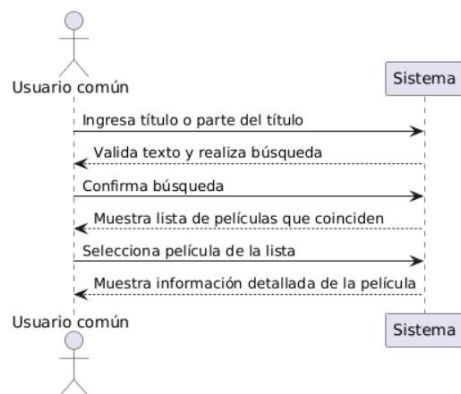 Usuario común
Sistema
Ingresa título o parte del título
Valida texto y realiza búsqueda
Confirma búsqueda
Muestra lista de películas que coinciden
Selecciona película de la lista
Muestra información detallada de la película
Usuario común
Sistema